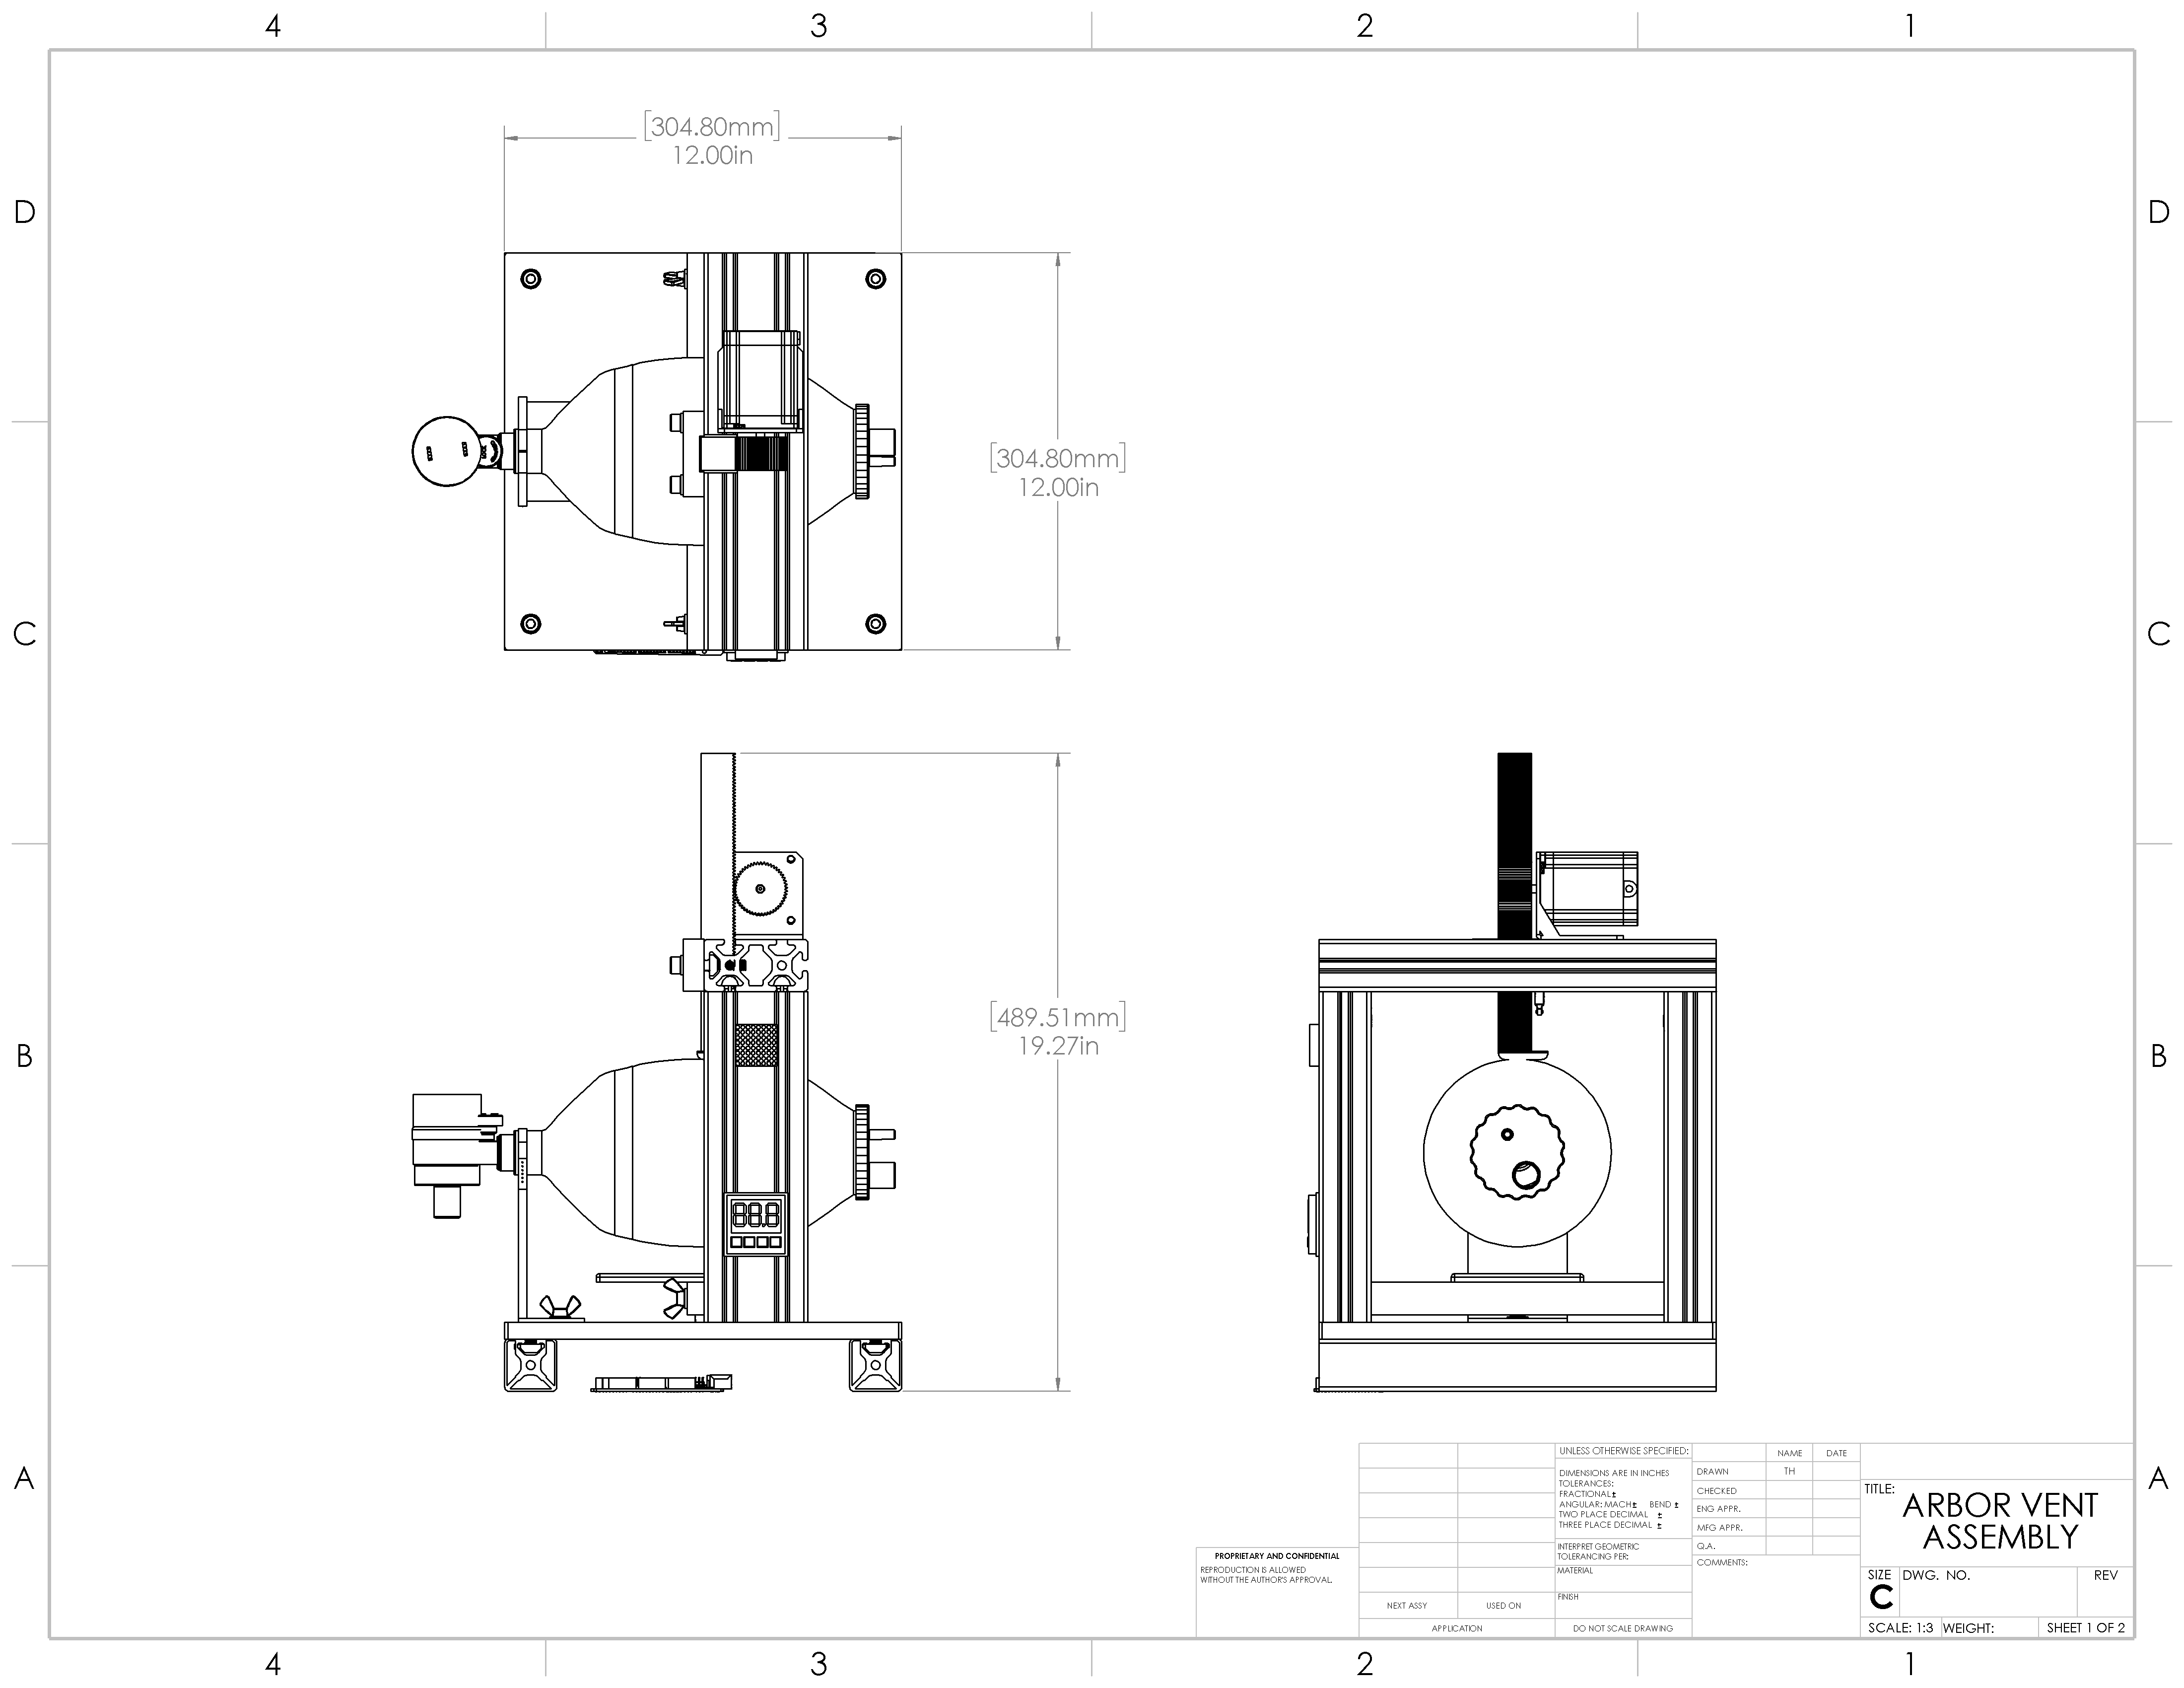 4 3 2 1
D D
C C
B B
A A
[304.80mm]
12.00in
[304.80mm]
12.00in
[489.51mm]
19.27in
88.8
UNLESS OTHERWISE SPECIFIED:
DIMENSIONS ARE IN INCHES
TOLERANCES:
FRACTIONAL±
ANGULAR: MACH± BEND ±
TWO PLACE DECIMAL ±
THREE PLACE DECIMAL ±
INTERPRET GEOMETRIC
TOLERANCING PER:
MATERIAL
FINISH
DO NOT SCALE DRAWING
NAME DATE
DRAWN TH
CHECKED
ENG APPR.
MFG APPR.
Q.A.
COMMENTS:
PROPRIETARY AND CONFIDENTIAL
REPRODUCTION IS ALLOWED
WITHOUT THE AUTHOR'S APPROVAL.
NEXT ASSY USED ON
APPLICATION
TITLE:
ARBOR VENT
ASSEMBLY
SIZE DWG. NO. REV
C
SCALE: 1:3 WEIGHT: SHEET 1 OF 2
4 3 2 1